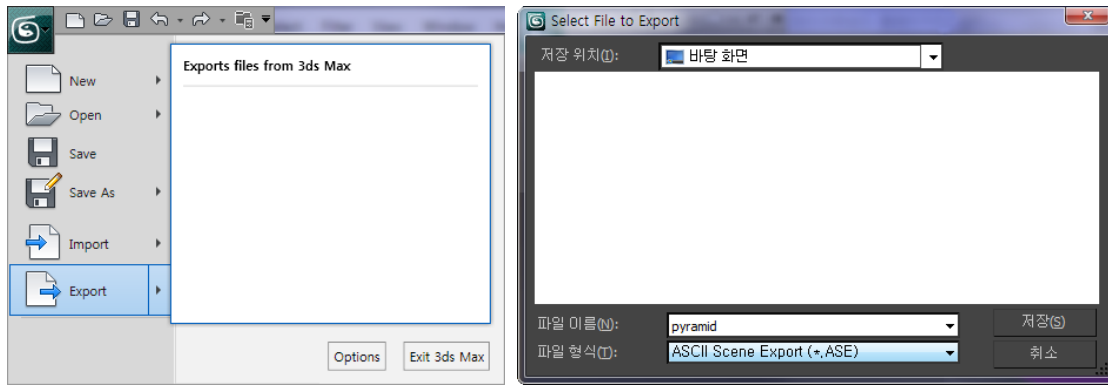 Exports files from 3ds Max
New
Open
Save
Save As
Import
Export
Options
Exit 3ds Max
Select File to Export
저장 위치(I):
바탕 화면
파일 이름(N):
pyramid
저장(S)
파일 형식(T):
ASCII Scene Export (*.ASE)
취소